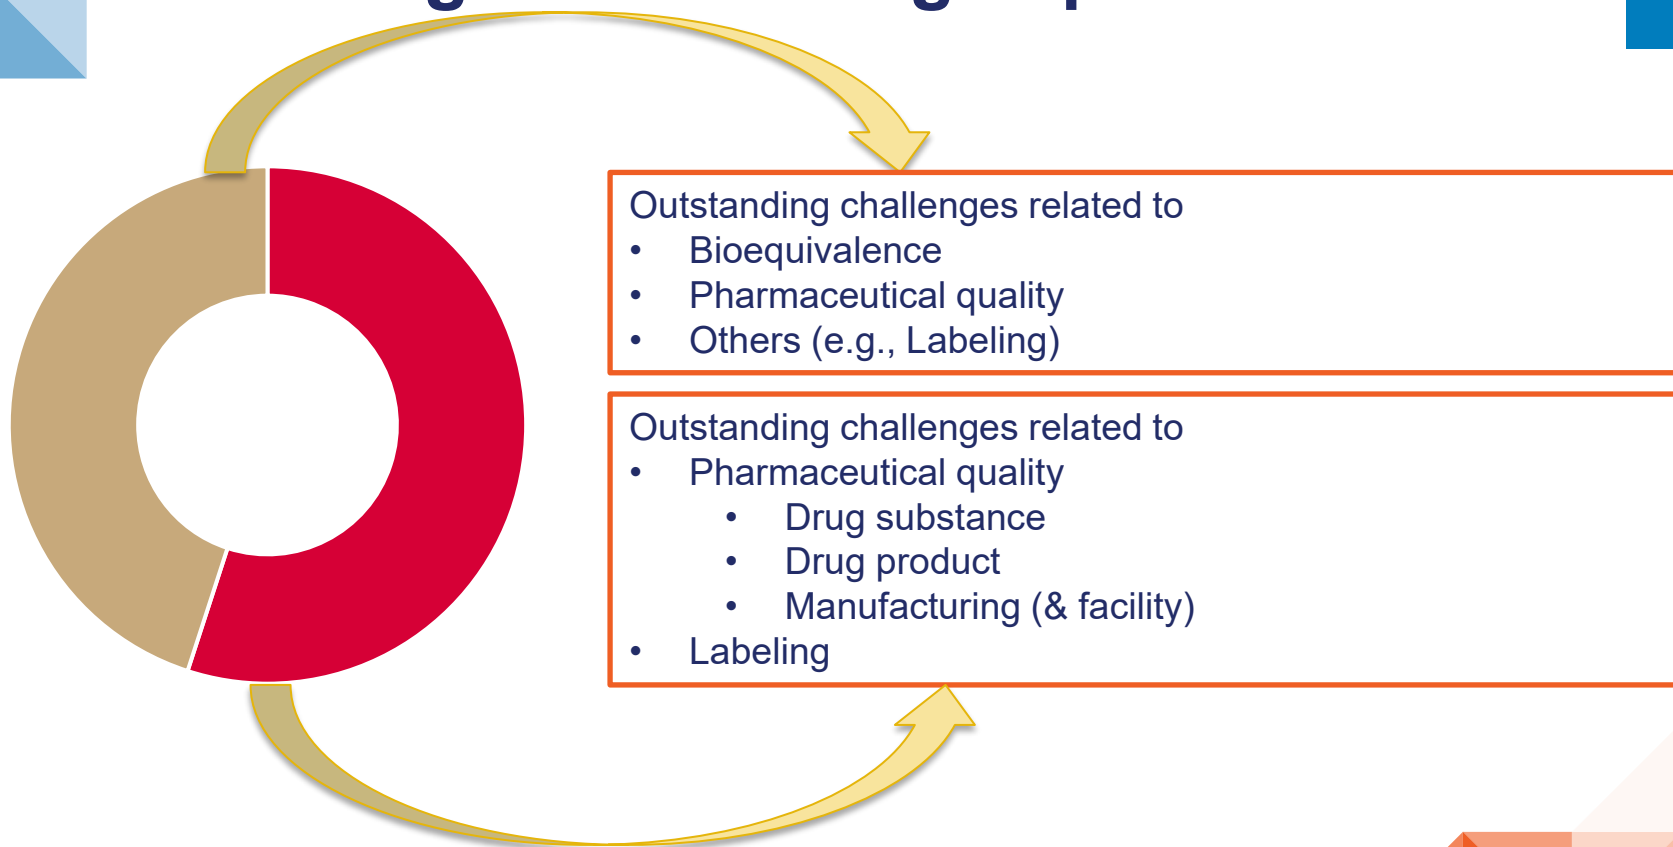 Outstanding challenges related to
• Bioequivalence
• Pharmaceutical quality
• Others (e.g., Labeling)
Outstanding challenges related to
• Pharmaceutical quality
• Drug substance
• Drug product
• Manufacturing (& facility)
• Labeling